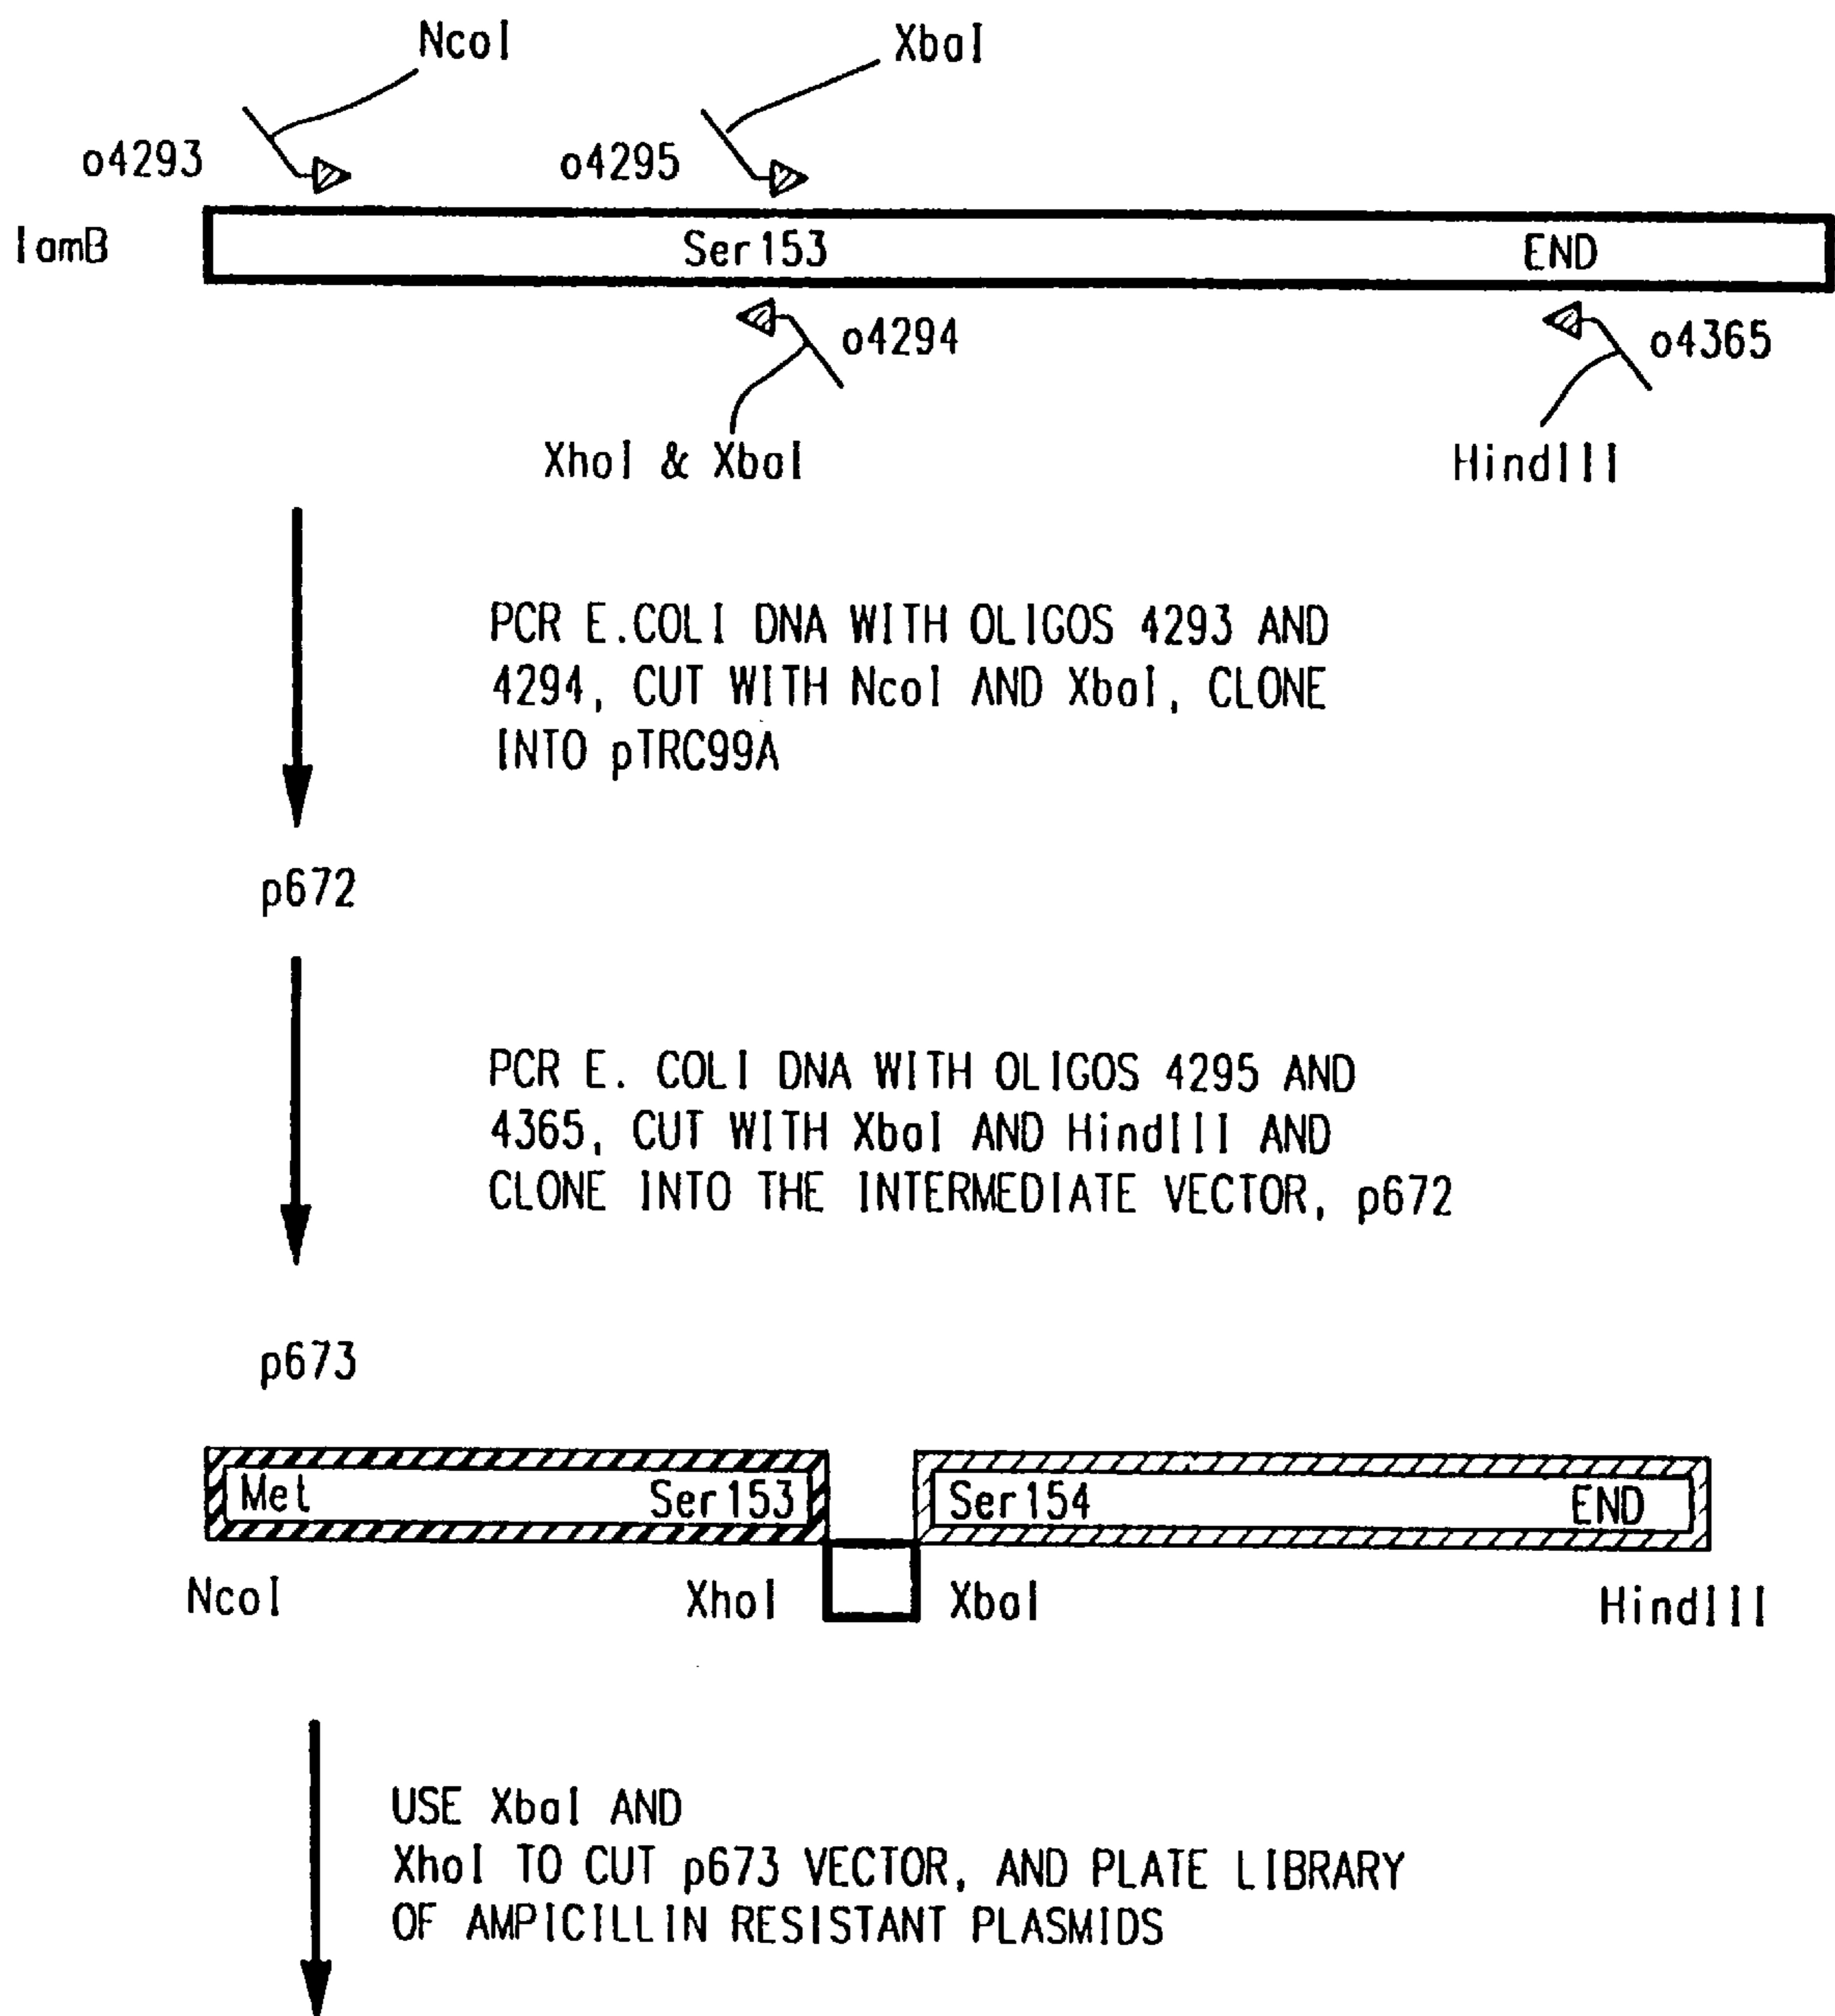 NcoI
XbaI
o4293
o4295
lamB
Ser153
END
o4294
o4365
XhoI & XbaI
HindIII
PCR E.COLI DNA WITH OLIGOS 4293 AND
4294, CUT WITH NcoI AND XbaI, CLONE
INTO pTRC99A
p672
PCR E. COLI DNA WITH OLIGOS 4295 AND
4365, CUT WITH XbaI AND HindIII AND
CLONE INTO THE INTERMEDIATE VECTOR, p672
p673
Met
Ser153
Ser154
END
NcoI
XhoI
XbaI
HindIII
USE XbaI AND
XhoI TO CUT p673 VECTOR, AND PLATE LIBRARY
OF AMPICILLIN RESISTANT PLASMIDS